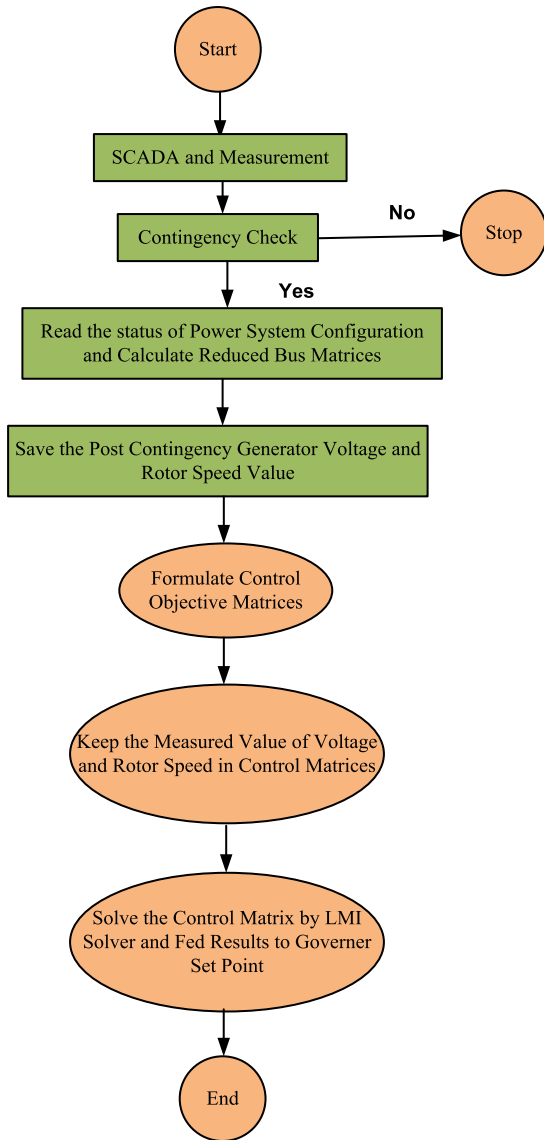 Start
SCADA and Measurement
No
Contingency Check
Stop
Yes
Read the status of Power System Configuration
and Calculate Reduced Bus Matrices
Save the Post Contingency Generator Voltage and
Rotor Speed Value
Formulate Control
Objective Matrices
Keep the Measured Value of Voltage
and Rotor Speed in Control Matrices
Solve the Control Matrix by LMI
Solver and Fed Results to Governer
Set Point
End